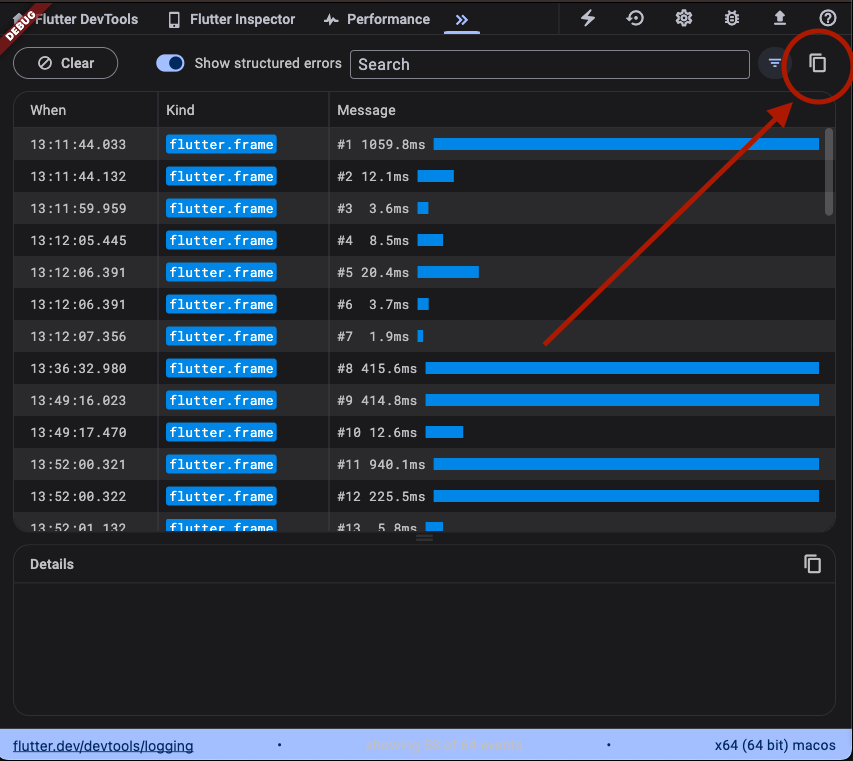 DEBUG
Flutter DevTools Flutter Inspector Performance
Clear Show structured errors Search
When Kind Message
13:11:44.033 flutter.frame #1 1059.8ms
13:11:44.132 flutter.frame #2 12.1ms
13:11:59.959 flutter.frame #3 3.6ms
13:12:05.445 flutter.frame #4 8.5ms
13:12:06.391 flutter.frame #5 20.4ms
13:12:06.391 flutter.frame #6 3.7ms
13:12:07.356 flutter.frame #7 1.9ms
13:36:32.980 flutter.frame #8 415.6ms
13:49:16.023 flutter.frame #9 414.8ms
13:49:17.470 flutter.frame #10 12.6ms
13:52:00.321 flutter.frame #11 940.1ms
13:52:00.322 flutter.frame #12 225.5ms
13:52:01.132 flutter.frame #13 5.8ms
Details
flutter.dev/devtools/logging • • x64 (64 bit) macos